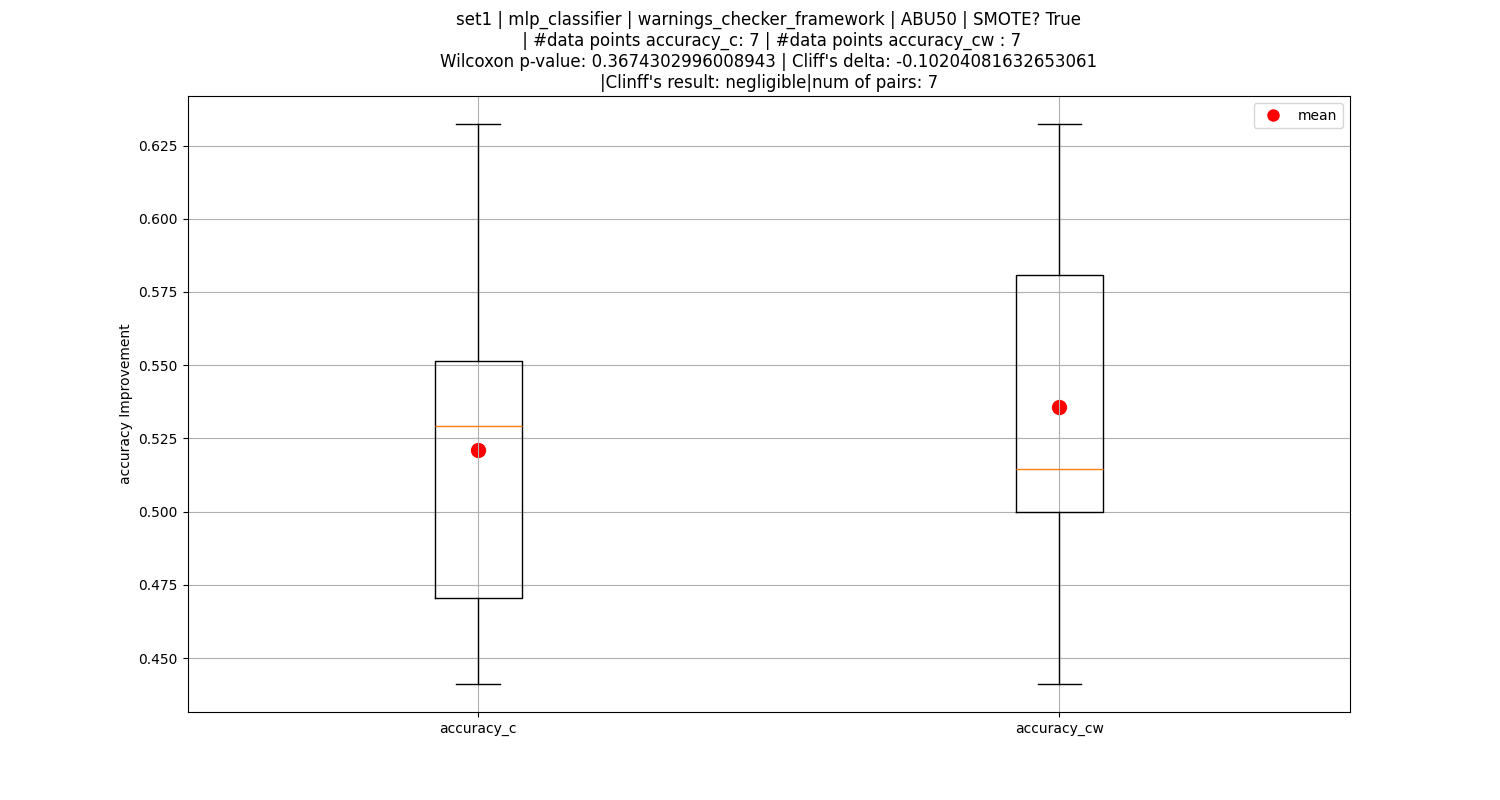 set1 | mlp_classifier | warnings_checker_framework | ABU50 | SMOTE? True
| #data points accuracy_c: 7 | #data points accuracy_cw : 7
Wilcoxon p-value: 0.3674302996008943 | Cliff's delta: -0.10204081632653061
|Clinff's result: negligible|num of pairs: 7
mean
0.625
0.600
0.575
0.550
0.525
0.500
0.475
0.450
accuracy Improvement
accuracy_c
accuracy_cw